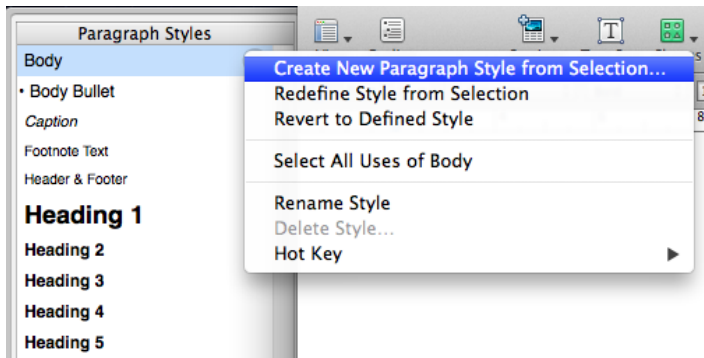 Paragraph Styles
Body
• Body Bullet
Caption
Footnote Text
Header & Footer
Heading 1
Heading 2
Heading 3
Heading 4
Heading 5
Create New Paragraph Style from Selection...
Redefine Style from Selection
Revert to Defined Style
Select All Uses of Body
Rename Style
Delete Style...
Hot Key
T
8